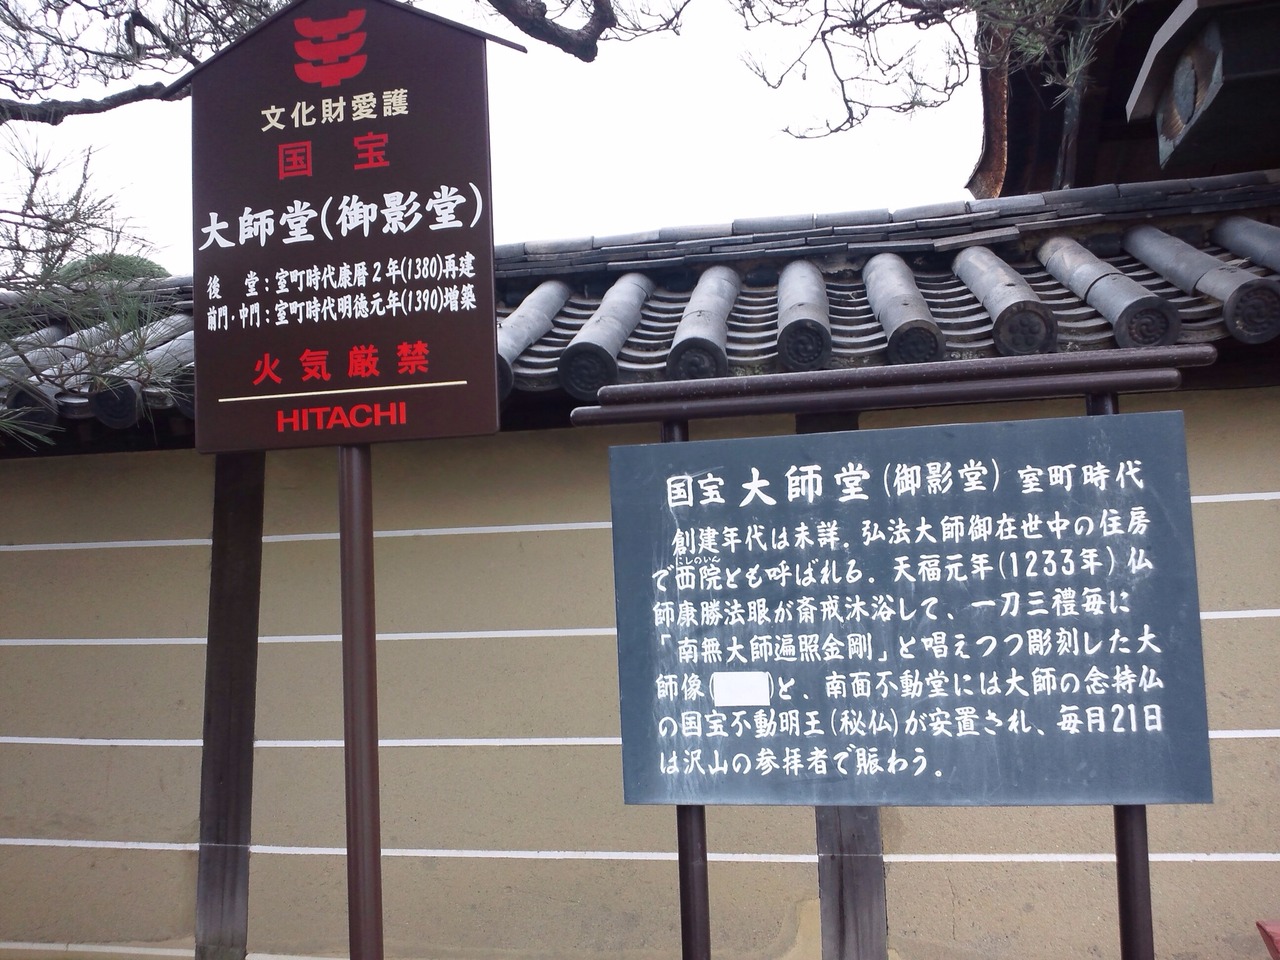 文化財愛護
国宝
大師堂(御影堂)
後 堂:室町時代康暦2年(1380)再建
前門・中門:室町時代明徳元年(1390)増築
火気厳禁
HITACHI
国宝 大師堂(御影堂) 室町時代
創建年代は未詳。弘法大師御在世中の住房
にしのいん
で西院とも呼ばれる。天福元年(1233年)仏
師康勝法眼が斎戒沐浴して、一刀三禮毎に
「南無大師遍照金剛」と唱えつつ彫刻した大
師像( )と、南面不動堂には大師の念持仏
の国宝不動明王(秘仏)が安置され、毎月21日
は沢山の参拝者で賑わう。